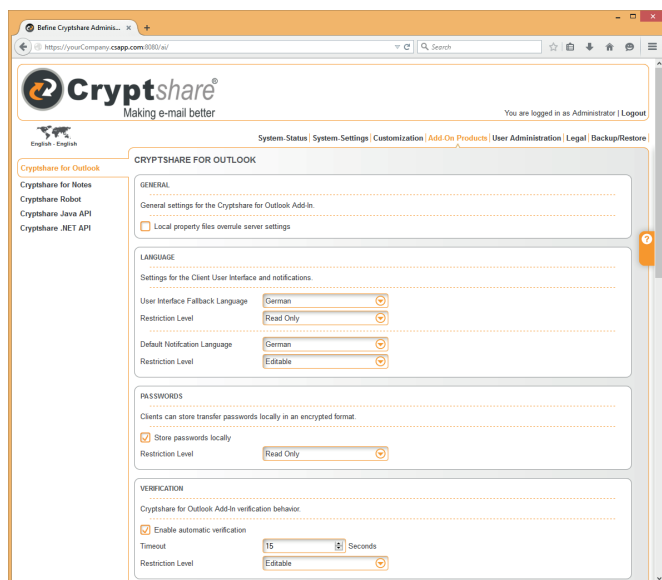 Befine Cryptshare Adminis...
https://yourCompany.csapp.com:8080/ai/
Search
Cryptshare®
Making e-mail better
You are logged in as Administrator | Logout
English - English
System-Status | System-Settings | Customization | Add-On Products | User Administration | Legal | Backup/Restore
Cryptshare for Outlook
Cryptshare for Notes
Cryptshare Robot
Cryptshare Java API
Cryptshare .NET API
CRYPTSHARE FOR OUTLOOK
GENERAL
General settings for the Cryptshare for Outlook Add-In.
Local property files overrule server settings
?
LANGUAGE
Settings for the Client User Interface and notifications.
User Interface Fallback Language German
Restriction Level Read Only
Default Notifcation Language German
Restriction Level Editable
PASSWORDS
Clients can store transfer passwords locally in an encrypted format.
Store passwords locally
Restriction Level Read Only
VERIFICATION
Cryptshare for Outlook Add-In verification behavior.
Enable automatic verification
Timeout 15 Seconds
Restriction Level Editable